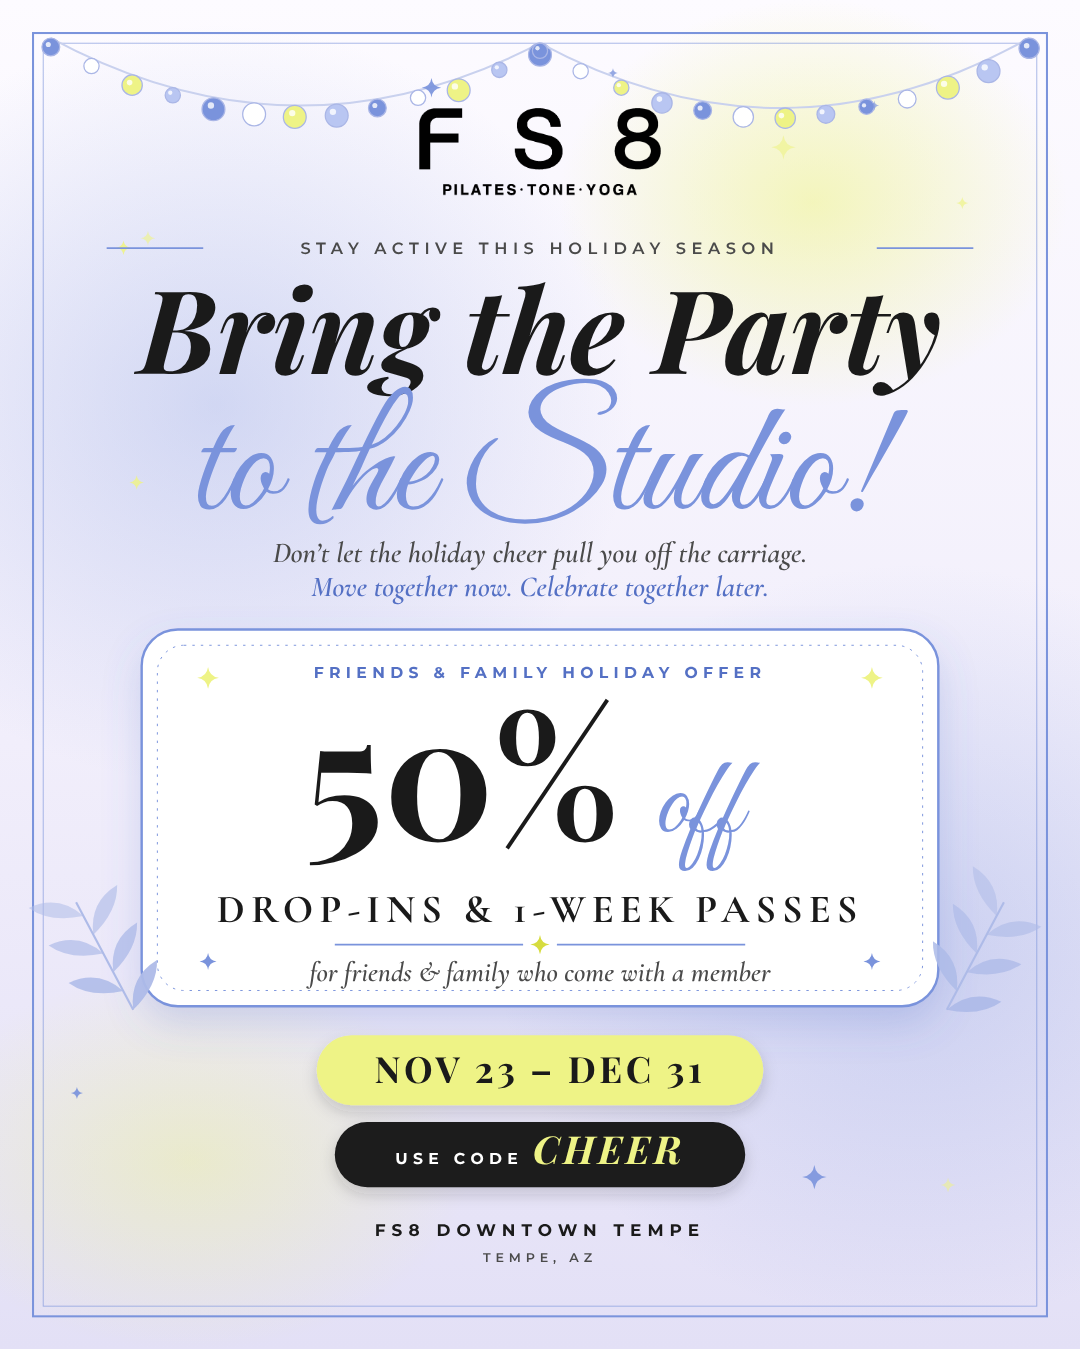 FS8
PILATES·TONE·YOGA
STAY ACTIVE THIS HOLIDAY SEASON
Bring the Party
to the Studio!
Don’t let the holiday cheer pull you off the carriage.
Move together now. Celebrate together later.
FRIENDS & FAMILY HOLIDAY OFFER
50% off
DROP-INS & 1-WEEK PASSES
for friends & family who come with a member
NOV 23 – DEC 31
USE CODE CHEER
FS8 DOWNTOWN TEMPE
TEMPE, AZ